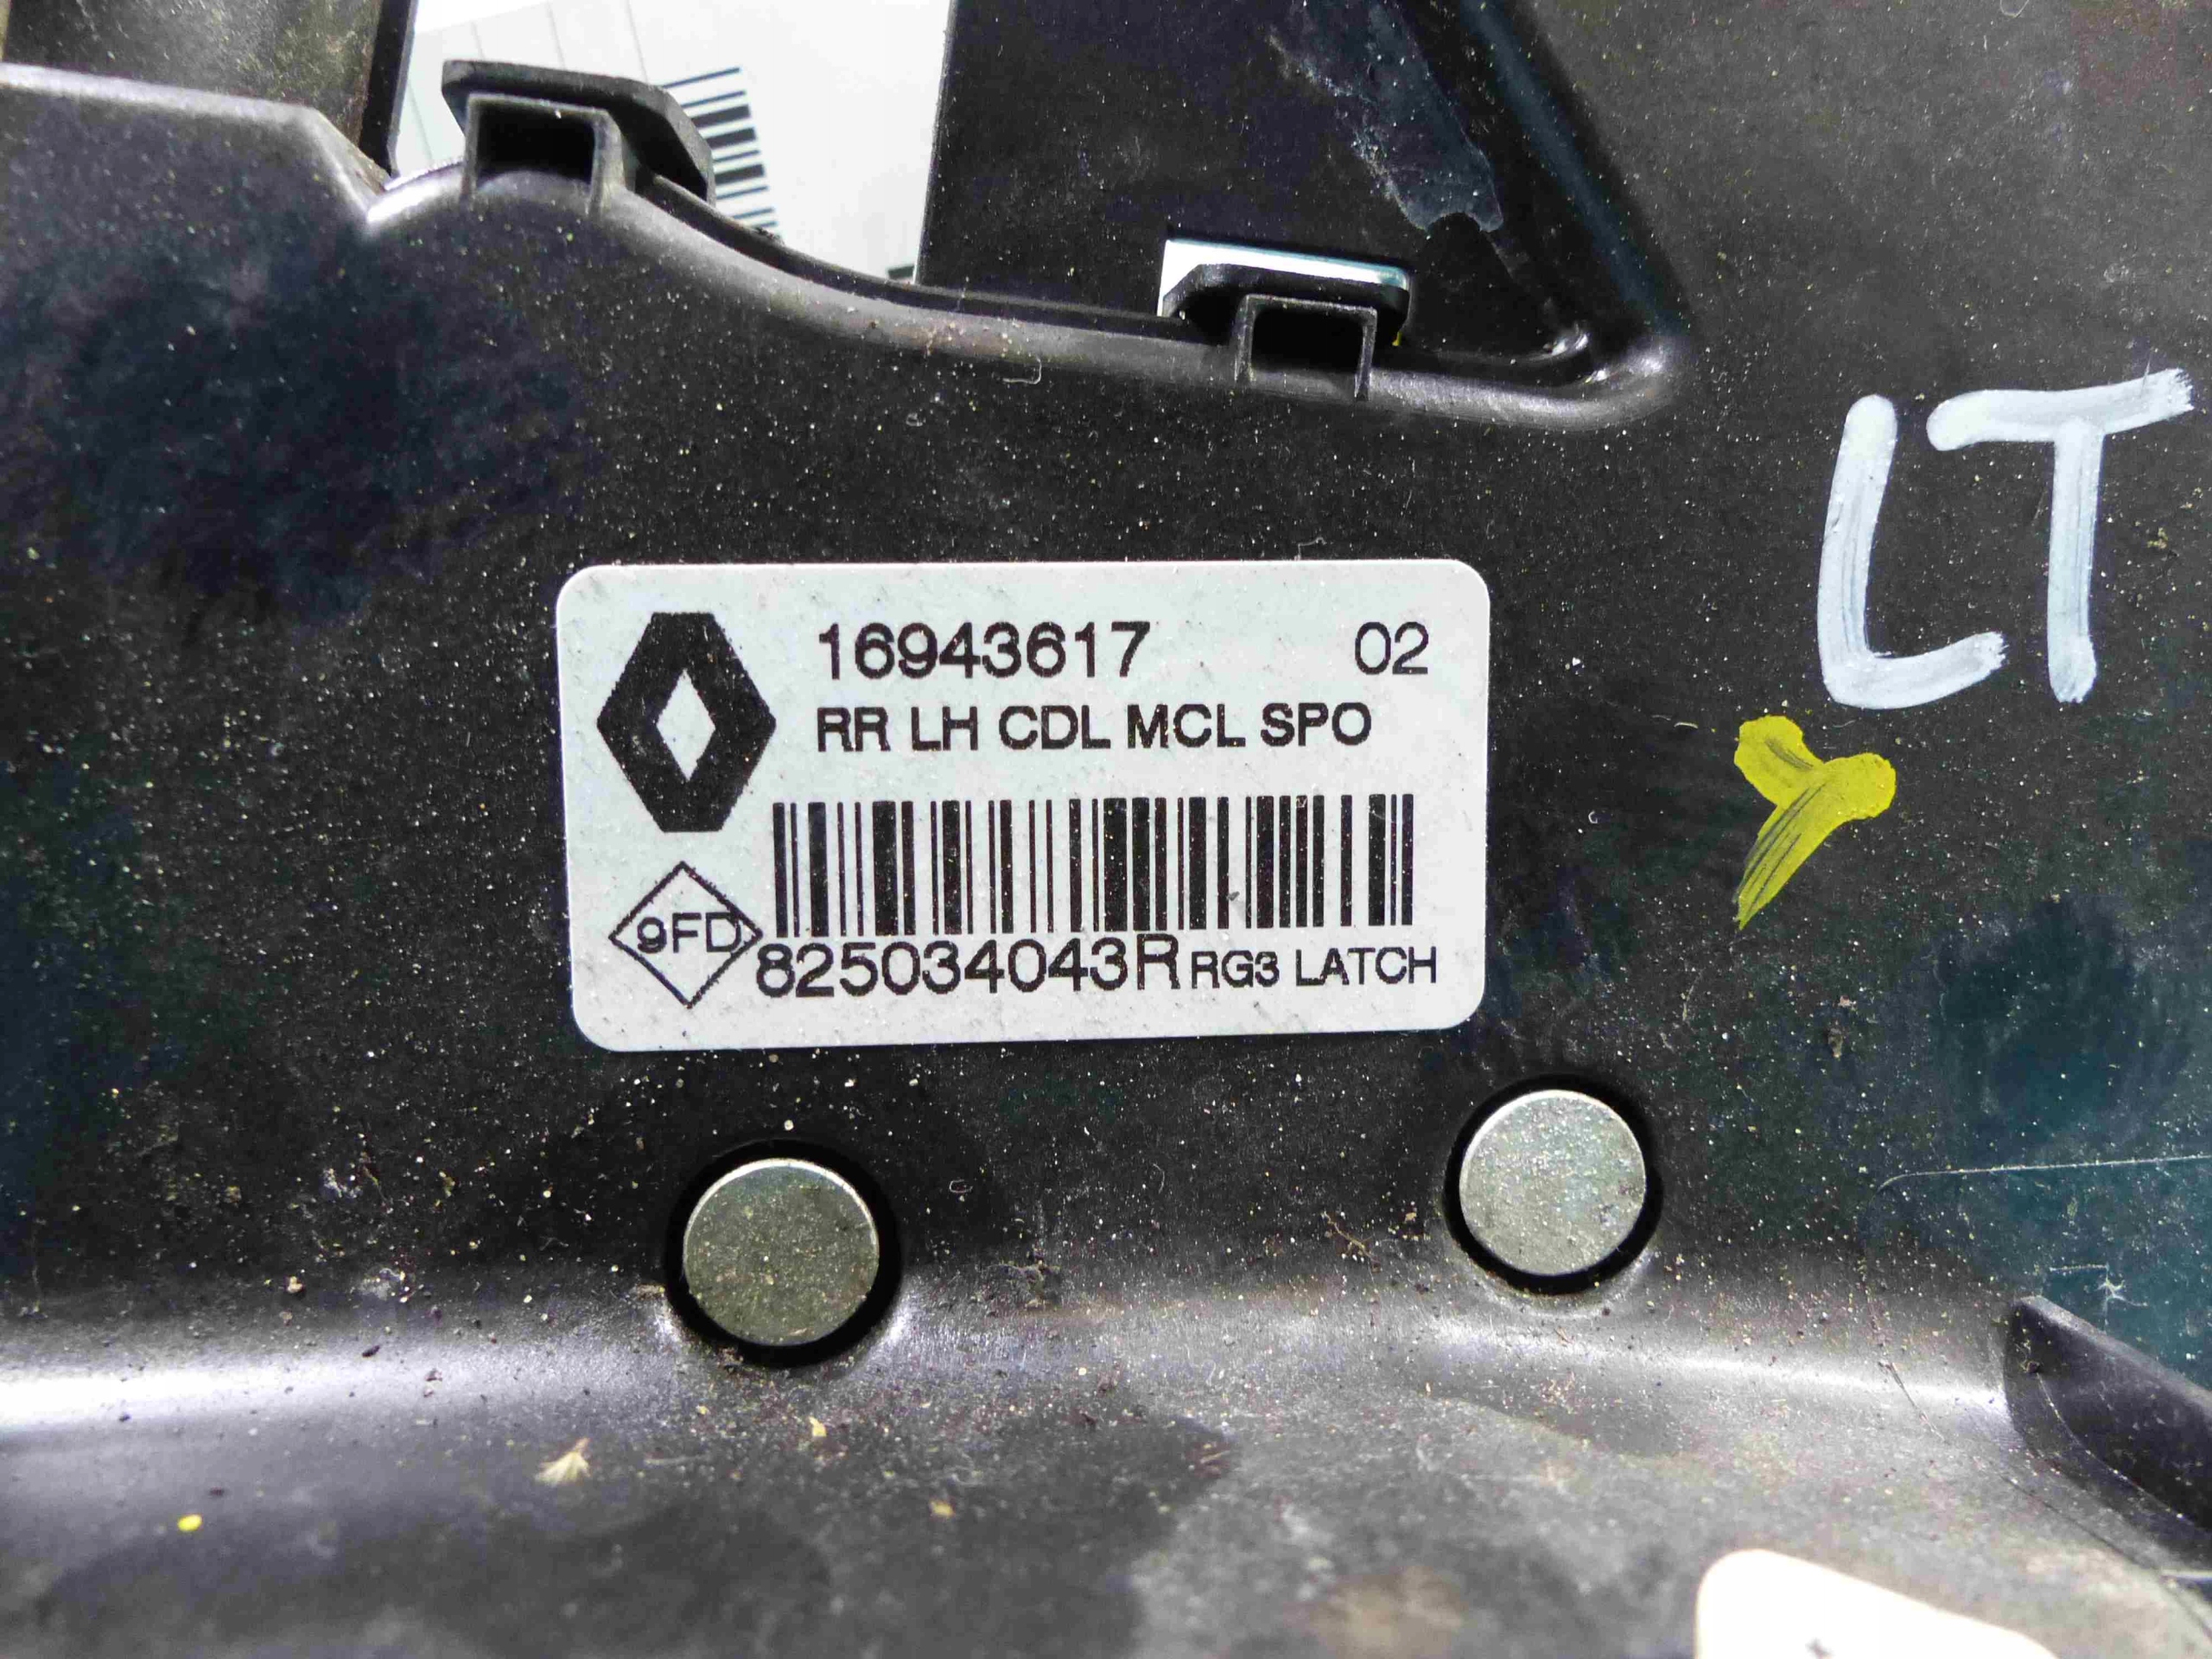 LT
16943617 02
RR LH CDL MCL SPO
9FD
825034043R RG3 LATCH